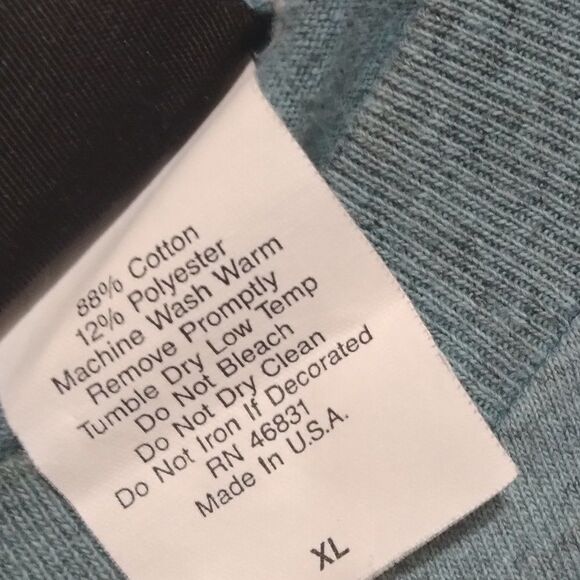 88% Cotton
12% Polyester
Machine Wash Warm
Remove Promptly
Tumble Dry Low Temp
Do Not Bleach
Do Not Dry Clean
Do Not Iron If Decorated
RN 46831
Made In U.S.A.
XL